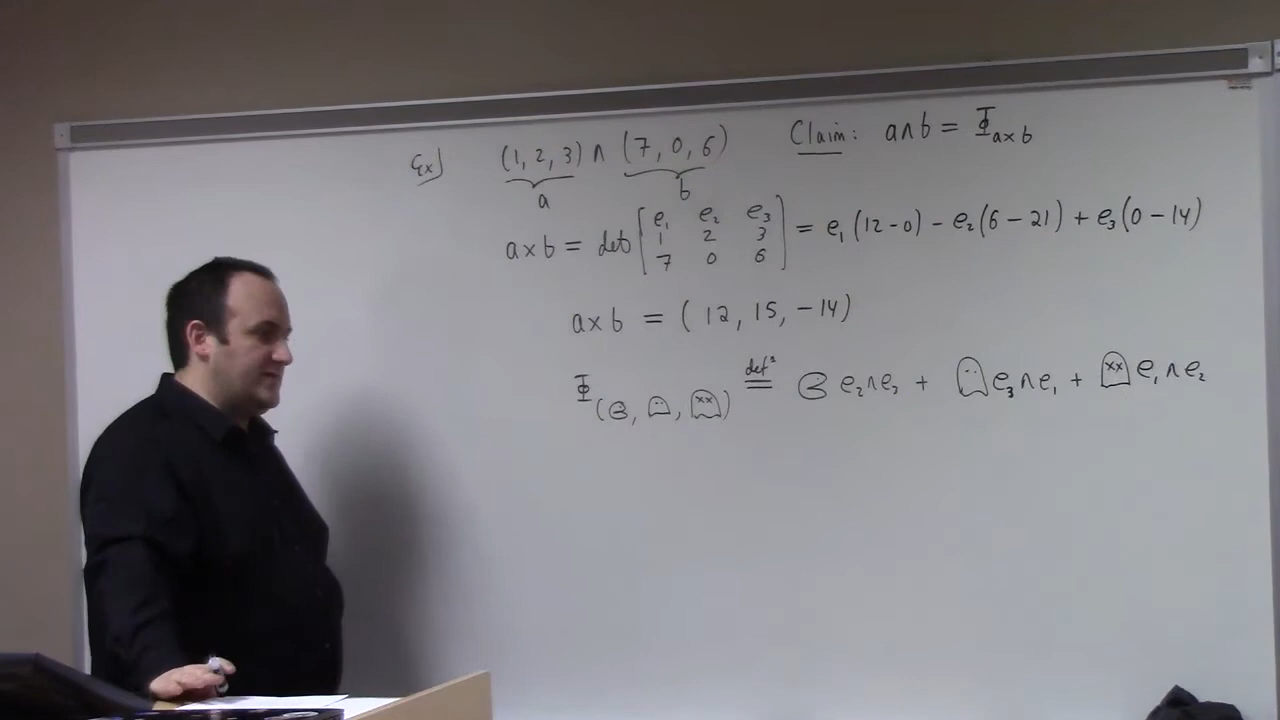 Ex) (1, 2, 3) ∧ (7, 0, 6) Claim: a∧b = Φ_{a×b}
a b
a×b = det [ e₁ e₂ e₃ = e₁(12-0) - e₂(6-21) + e₃(0-14)
1 2 3
7 0 6 ]
a×b = (12, 15, -14)
Φ( , , ) defⁿ = e₂∧e₃ + e₃∧e₁ + e₁∧e₂